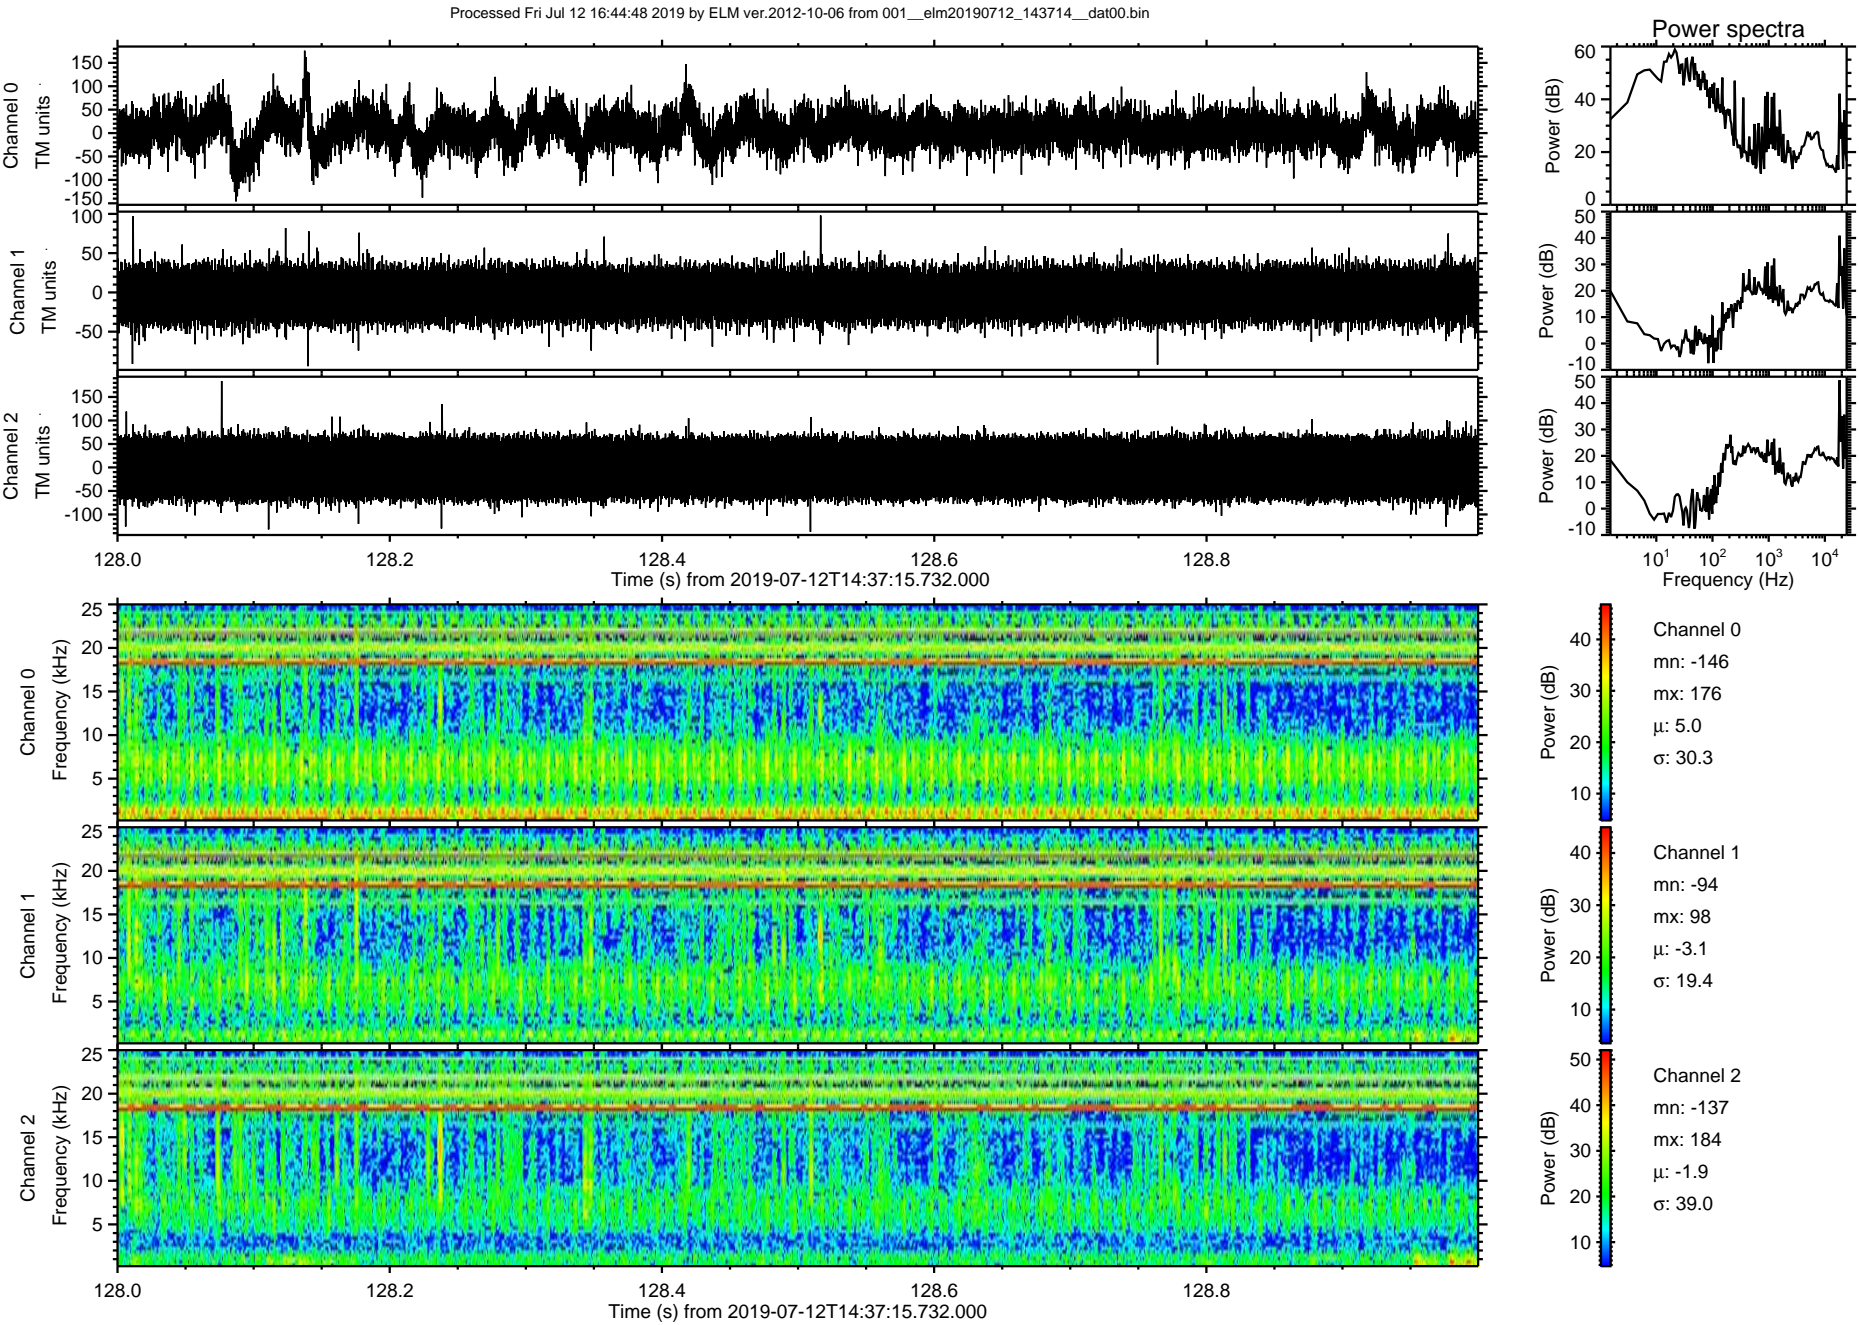 Processed Fri Jul 12 16:44:48 2019 by ELM ver.2012-10-06 from 001__elm20190712_143714__dat00.bin
Power spectra
Channel 0
TM units
150
100
50
0
-50
-100
-150
Power (dB)
60
40
20
0
Channel 1
TM units
100
50
0
-50
Power (dB)
50
40
30
20
10
0
-10
Channel 2
TM units
150
100
50
0
-50
-100
Power (dB)
50
40
30
20
10
0
-10
128.0 128.2 128.4 128.6 128.8
Time (s) from 2019-07-12T14:37:15.732.000
10^1 10^2 10^3 10^4
Frequency (Hz)
Channel 0
Frequency (kHz)
25
20
15
10
5
Power (dB)
40
30
20
10
Channel 0
mn: -146
mx: 176
μ: 5.0
σ: 30.3
Channel 1
Frequency (kHz)
25
20
15
10
5
Power (dB)
40
30
20
10
Channel 1
mn: -94
mx: 98
μ: -3.1
σ: 19.4
Channel 2
Frequency (kHz)
25
20
15
10
5
Power (dB)
50
40
30
20
10
Channel 2
mn: -137
mx: 184
μ: -1.9
σ: 39.0
128.0 128.2 128.4 128.6 128.8
Time (s) from 2019-07-12T14:37:15.732.000